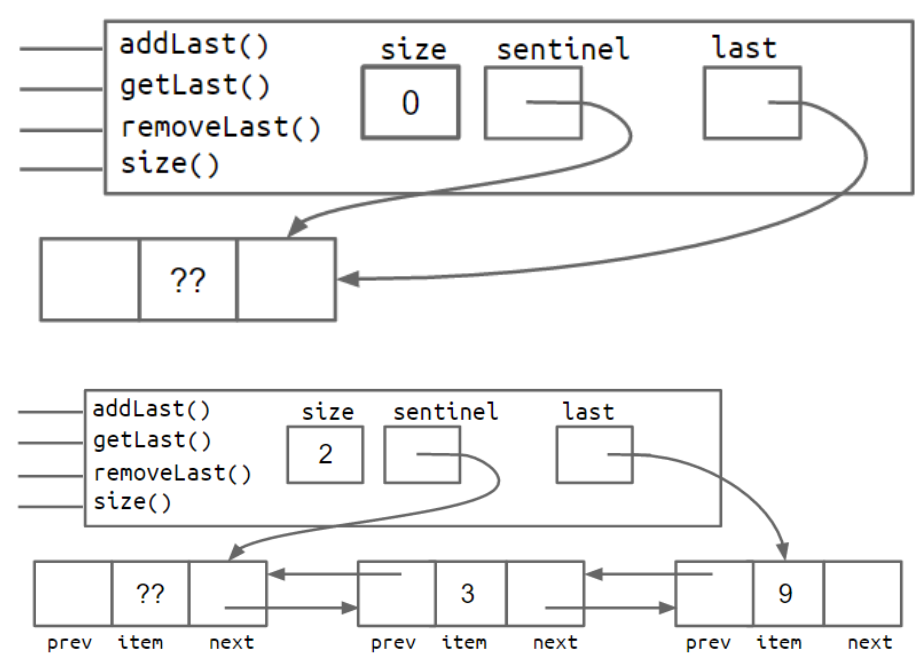 addLast()
size sentinel last
getLast()
0
removeLast()
size()
??
addLast()
size sentinel last
getLast()
2
removeLast()
size()
?? 3 9
prev item next prev item next prev item next